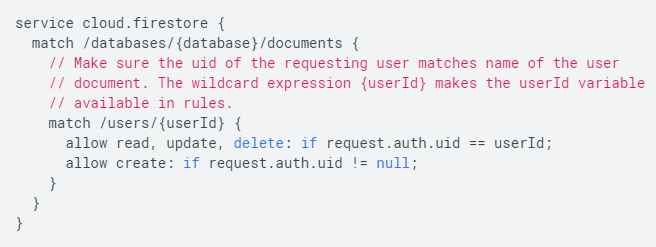 service cloud.firestore {
  match /databases/{database}/documents {
    // Make sure the uid of the requesting user matches name of the user
    // document. The wildcard expression {userId} makes the userId variable
    // available in rules.
    match /users/{userId} {
      allow read, update, delete: if request.auth.uid == userId;
      allow create: if request.auth.uid != null;
    }
  }
}